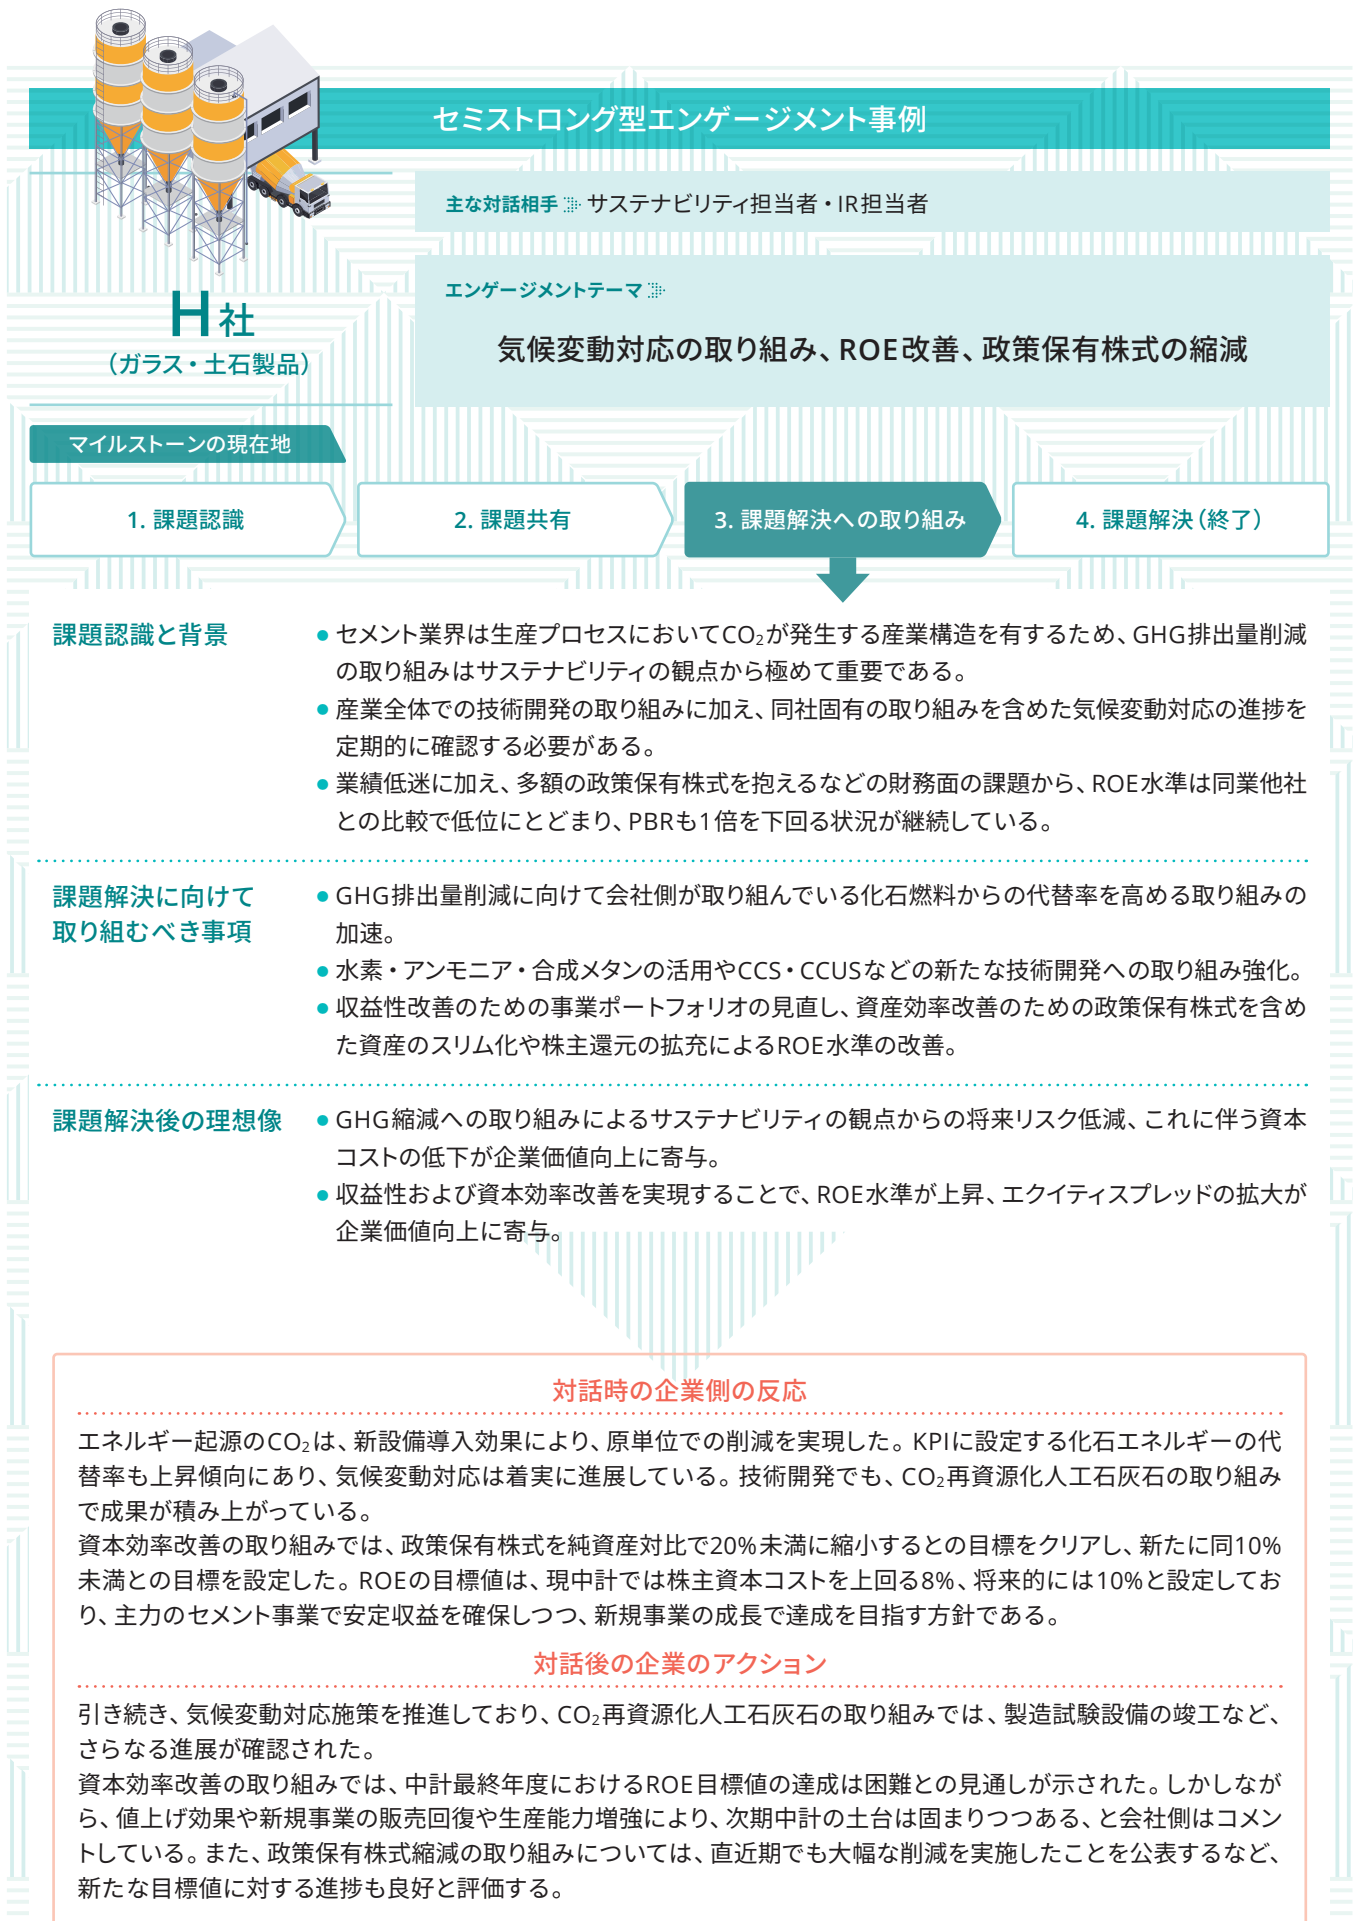 セミストロング型エンゲージメント事例
主な対話相手 サステナビリティ担当者・IR担当者
エンゲージメントテーマ
気候変動対応の取り組み、ROE改善、政策保有株式の縮減
H社
（ガラス・土石製品）
マイルストーンの現在地
1. 課題認識
2. 課題共有
3. 課題解決への取り組み
4. 課題解決（終了）
課題認識と背景
● セメント業界は生産プロセスにおいてCO₂が発生する産業構造を有するため、GHG排出量削減
の取り組みはサステナビリティの観点から極めて重要である。
● 産業全体での技術開発の取り組みに加え、同社固有の取り組みを含めた気候変動対応の進捗を
定期的に確認する必要がある。
● 業績低迷に加え、多額の政策保有株式を抱えるなどの財務面の課題から、ROE水準は同業他社
との比較で低位にとどまり、PBRも1倍を下回る状況が継続している。
課題解決に向けて
取り組むべき事項
● GHG排出量削減に向けて会社側が取り組んでいる化石燃料からの代替率を高める取り組みの
加速。
● 水素・アンモニア・合成メタンの活用やCCS・CCUSなどの新たな技術開発への取り組み強化。
● 収益性改善のための事業ポートフォリオの見直し、資産効率改善のための政策保有株式を含め
た資産のスリム化や株主還元の拡充によるROE水準の改善。
課題解決後の理想像
● GHG縮減への取り組みによるサステナビリティの観点からの将来リスク低減、これに伴う資本
コストの低下が企業価値向上に寄与。
● 収益性および資本効率改善を実現することで、ROE水準が上昇、エクイティスプレッドの拡大が
企業価値向上に寄与。
対話時の企業側の反応
エネルギー起源のCO₂は、新設備導入効果により、原単位での削減を実現した。KPIに設定する化石エネルギーの代
替率も上昇傾向にあり、気候変動対応は着実に進展している。技術開発でも、CO₂再資源化人工石灰石の取り組み
で成果が積み上がっている。
資本効率改善の取り組みでは、政策保有株式を純資産対比で20%未満に縮小するとの目標をクリアし、新たに同10%
未満との目標を設定した。ROEの目標値は、現中計では株主資本コストを上回る8%、将来的には10%と設定してお
り、主力のセメント事業で安定収益を確保しつつ、新規事業の成長で達成を目指す方針である。
対話後の企業のアクション
引き続き、気候変動対応施策を推進しており、CO₂再資源化人工石灰石の取り組みでは、製造試験設備の竣工など、
さらなる進展が確認された。
資本効率改善の取り組みでは、中計最終年度におけるROE目標値の達成は困難との見通しが示された。しかしなが
ら、値上げ効果や新規事業の販売回復や生産能力増強により、次期中計の土台は固まりつつある、と会社側はコメン
トしている。また、政策保有株式縮減の取り組みについては、直近期でも大幅な削減を実施したことを公表するなど、
新たな目標値に対する進捗も良好と評価する。